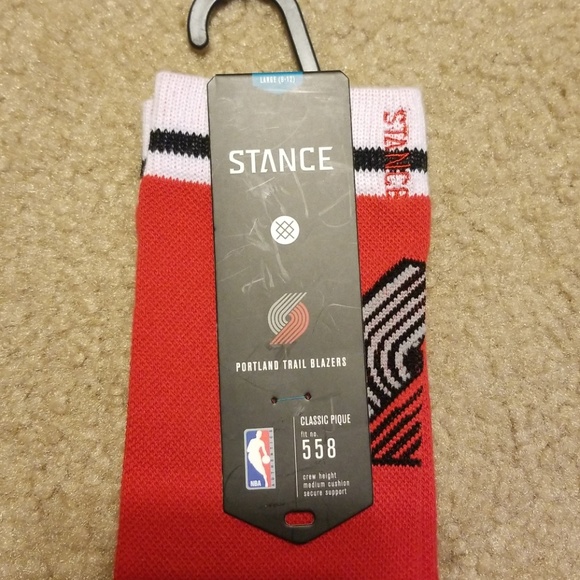 LARGE (9-12)
STANCE
STANCE
PORTLAND TRAIL BLAZERS
CLASSIC PIQUE
fit no.
558
crew height
medium cushion
secure support
NBA